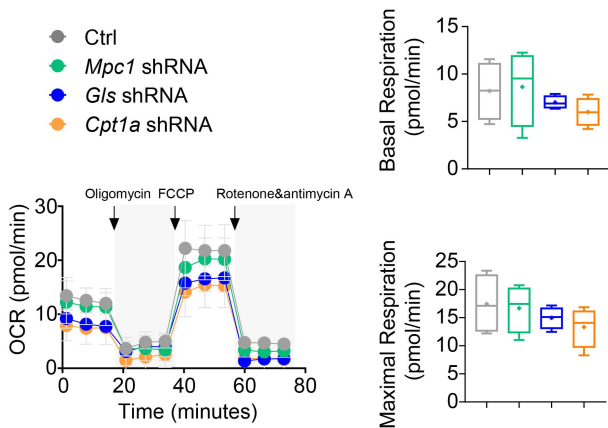 Ctrl
Mpc1 shRNA
Gls shRNA
Cpt1a shRNA
Oligomycin FCCP Rotenone&antimycin A
OCR (pmol/min)
30
20
10
0
0 20 40 60 80
Time (minutes)
Basal Respiration
(pmol/min)
15
10
5
0
Maximal Respiration
(pmol/min)
25
20
15
10
5
0